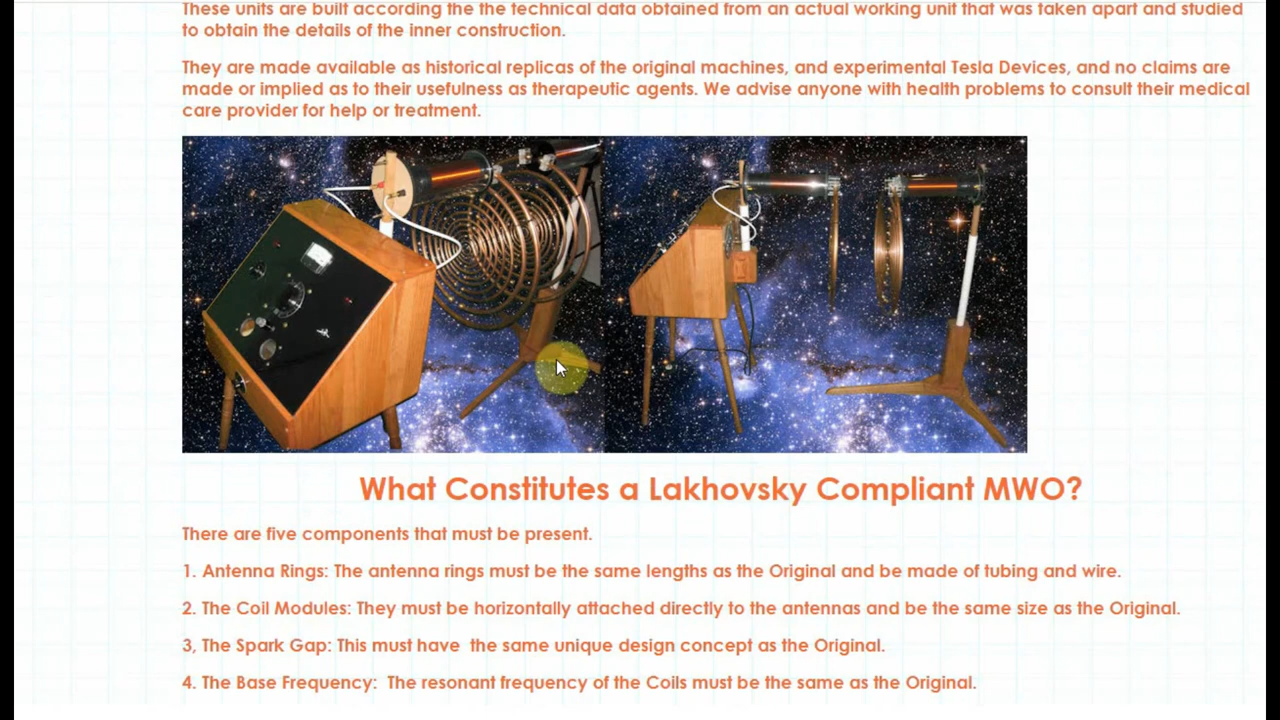 These units are built according the the technical data obtained from an actual working unit that was taken apart and studied
to obtain the details of the inner construction.
They are made available as historical replicas of the original machines, and experimental Tesla Devices, and no claims are
made or implied as to their usefulness as therapeutic agents. We advise anyone with health problems to consult their medical
care provider for help or treatment.
What Constitutes a Lakhovsky Compliant MWO?
There are five components that must be present.
1. Antenna Rings: The antenna rings must be the same lengths as the Original and be made of tubing and wire.
2. The Coil Modules: They must be horizontally attached directly to the antennas and be the same size as the Original.
3, The Spark Gap: This must have the same unique design concept as the Original.
4. The Base Frequency: The resonant frequency of the Coils must be the same as the Original.